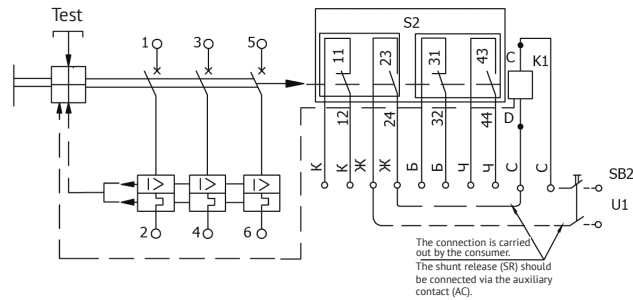 Test
1
3
5
S2
11
23
31
43
C
K1
12
24
32
44
D
К
К
Ж
Ж
Б
Б
Ч
Ч
С
С
SB2
U1
I>
I>
I>
2
4
6
The connection is carried
out by the consumer.
The shunt release (SR) should
be connected via the auxiliary
contact (AC).